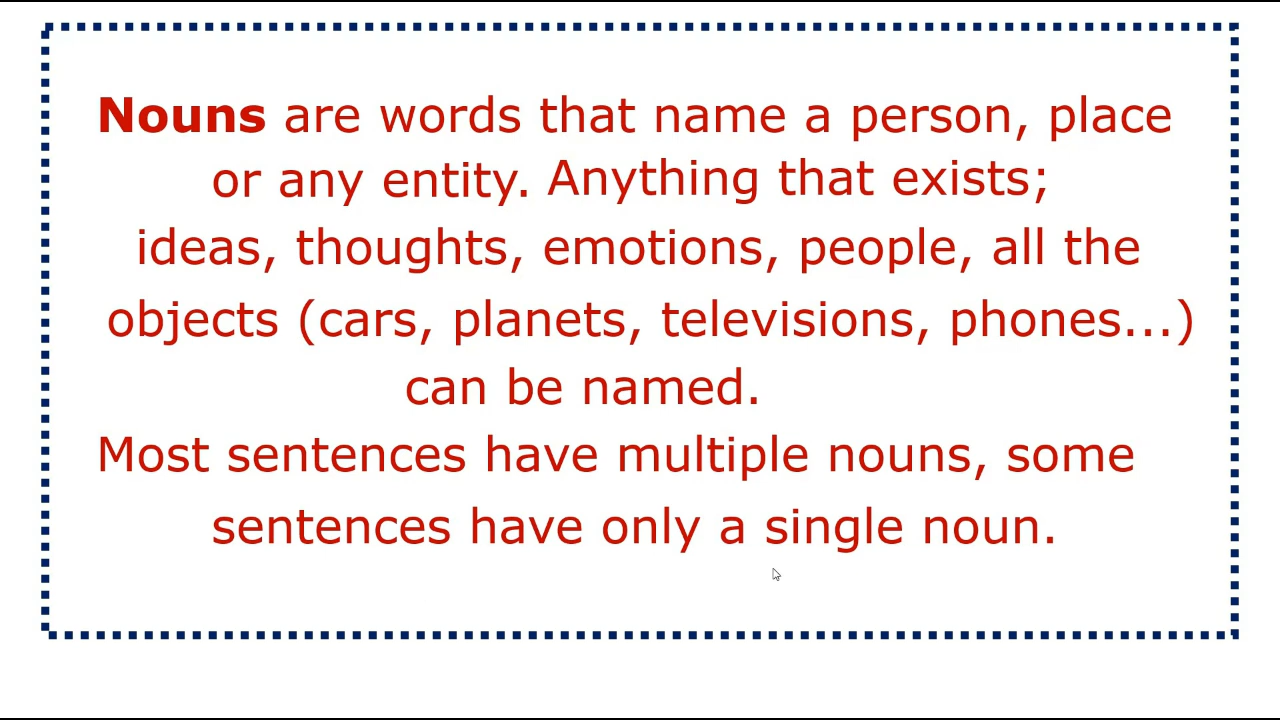 Nouns are words that name a person, place
or any entity. Anything that exists;
ideas, thoughts, emotions, people, all the
objects (cars, planets, televisions, phones...)
can be named.
Most sentences have multiple nouns, some
sentences have only a single noun.